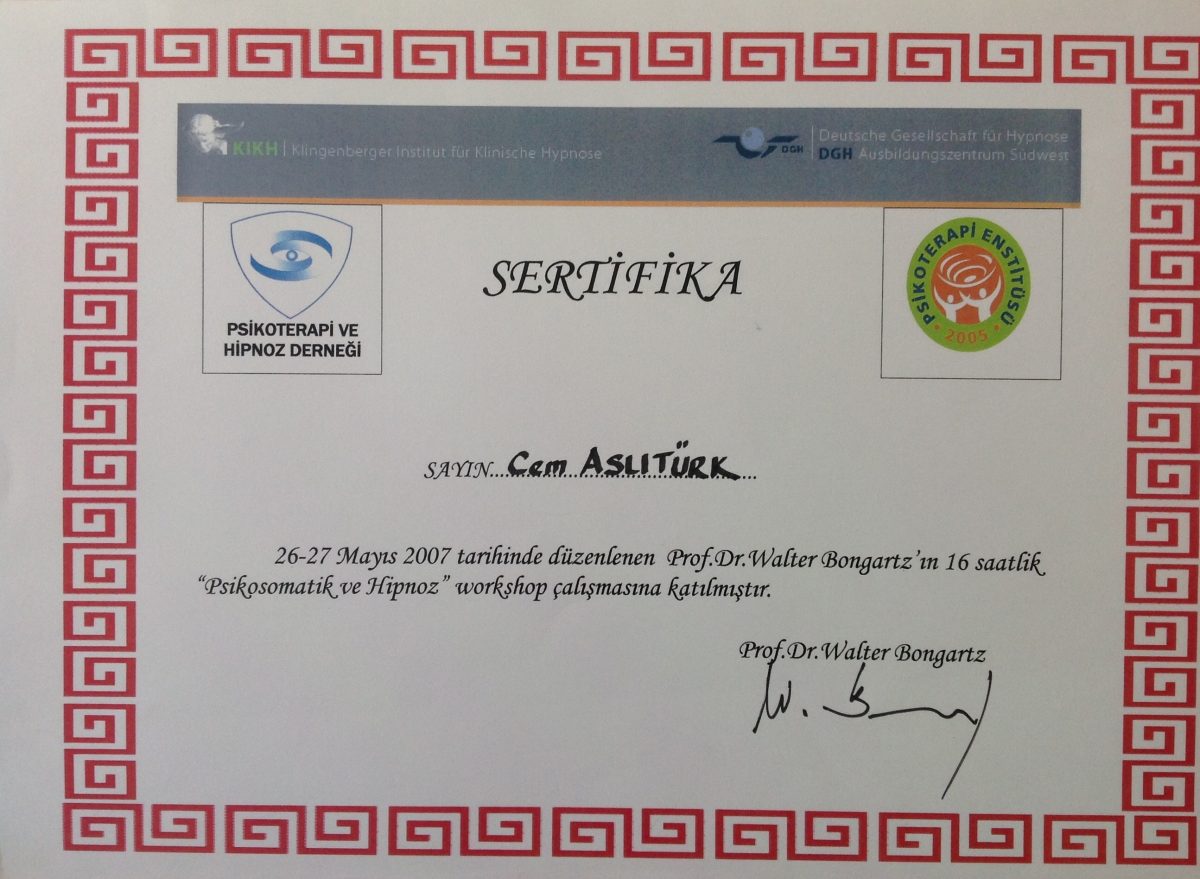 KIKH | Klingenberger Institut für Klinische Hypnose
DGH
Deutsche Gesellschaft für Hypnose
DGH Ausbildungszentrum Südwest
PSİKOTERAPİ VE
HİPNOZ DERNEĞİ
SERTİFİKA
PSİKOTERAPİ ENSTİTÜSÜ
• 2005 •
SAYIN...Cem ASLITÜRK...
26-27 Mayıs 2007 tarihinde düzenlenen Prof.Dr.Walter Bongartz'ın 16 saatlik
“Psikosomatik ve Hipnoz” workshop çalışmasına katılmıştır.
Prof.Dr.Walter Bongartz
W. B